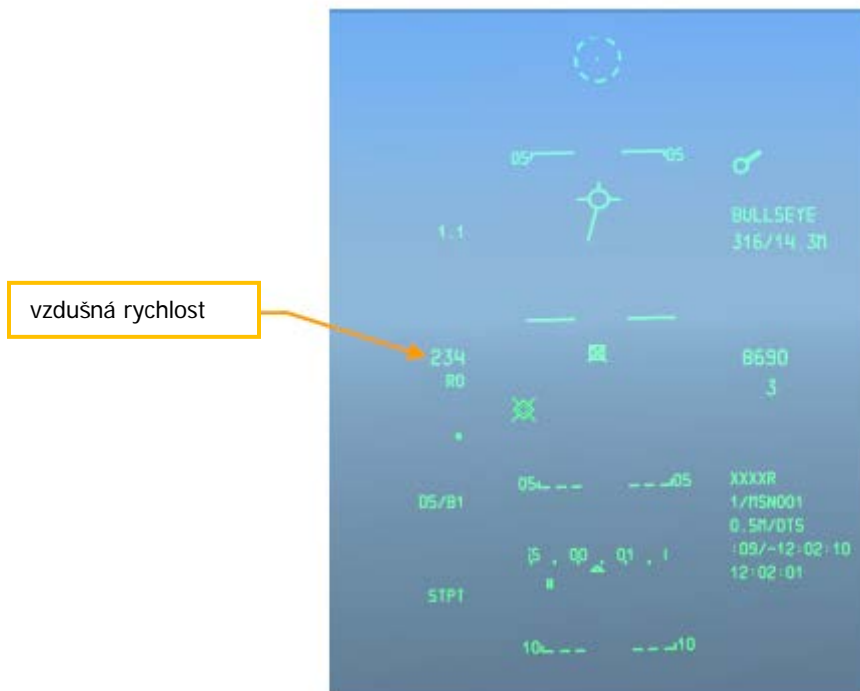 05 05
BULLSEYE
316/14.3M
1.1
vzdušná rychlost
234
8690
R0
3
05 05
XXXXR
D5/B1
1/MSN001
0.5M/DTS
:09/-12:02:10
12:02:01
STPT
10 10